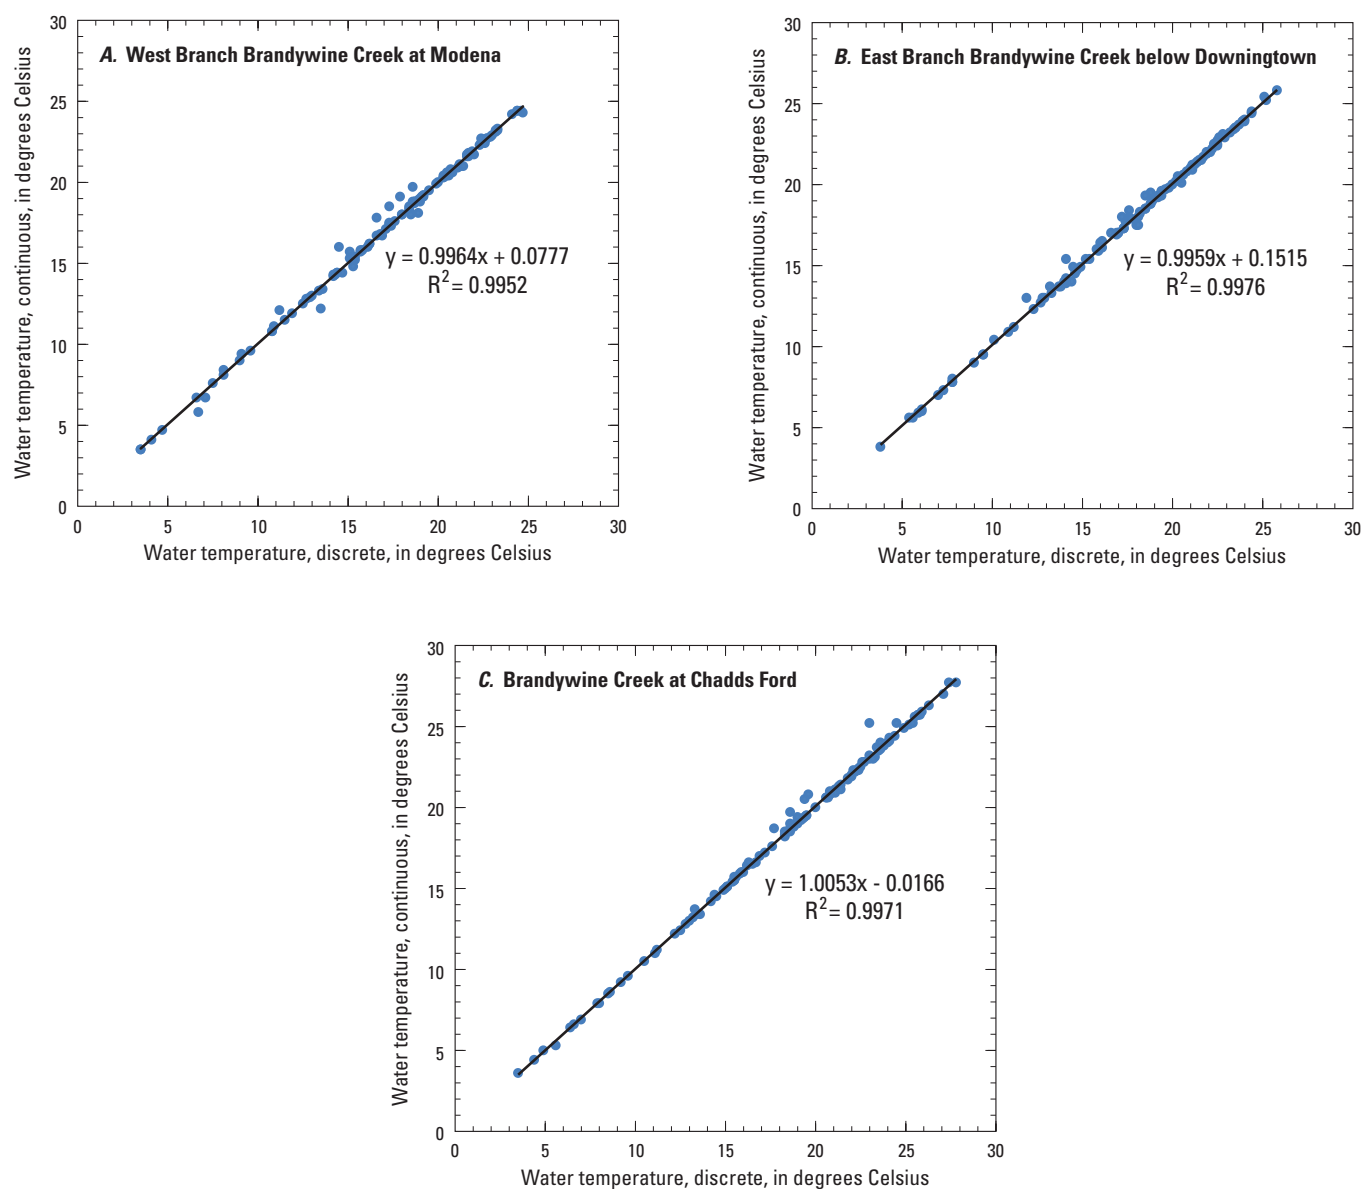 A. West Branch Brandywine Creek at Modena
Water temperature, continuous, in degrees Celsius
30
25
20
15
10
5
0
y = 0.9964x + 0.0777
R2 = 0.9952
0 5 10 15 20 25 30
Water temperature, discrete, in degrees Celsius
B. East Branch Brandywine Creek below Downingtown
Water temperature, continuous, in degrees Celsius
30
25
20
15
10
5
0
y = 0.9959x + 0.1515
R2 = 0.9976
0 5 10 15 20 25 30
Water temperature, discrete, in degrees Celsius
C. Brandywine Creek at Chadds Ford
Water temperature, continuous, in degrees Celsius
30
25
20
15
10
5
0
y = 1.0053x - 0.0166
R2 = 0.9971
0 5 10 15 20 25 30
Water temperature, discrete, in degrees Celsius